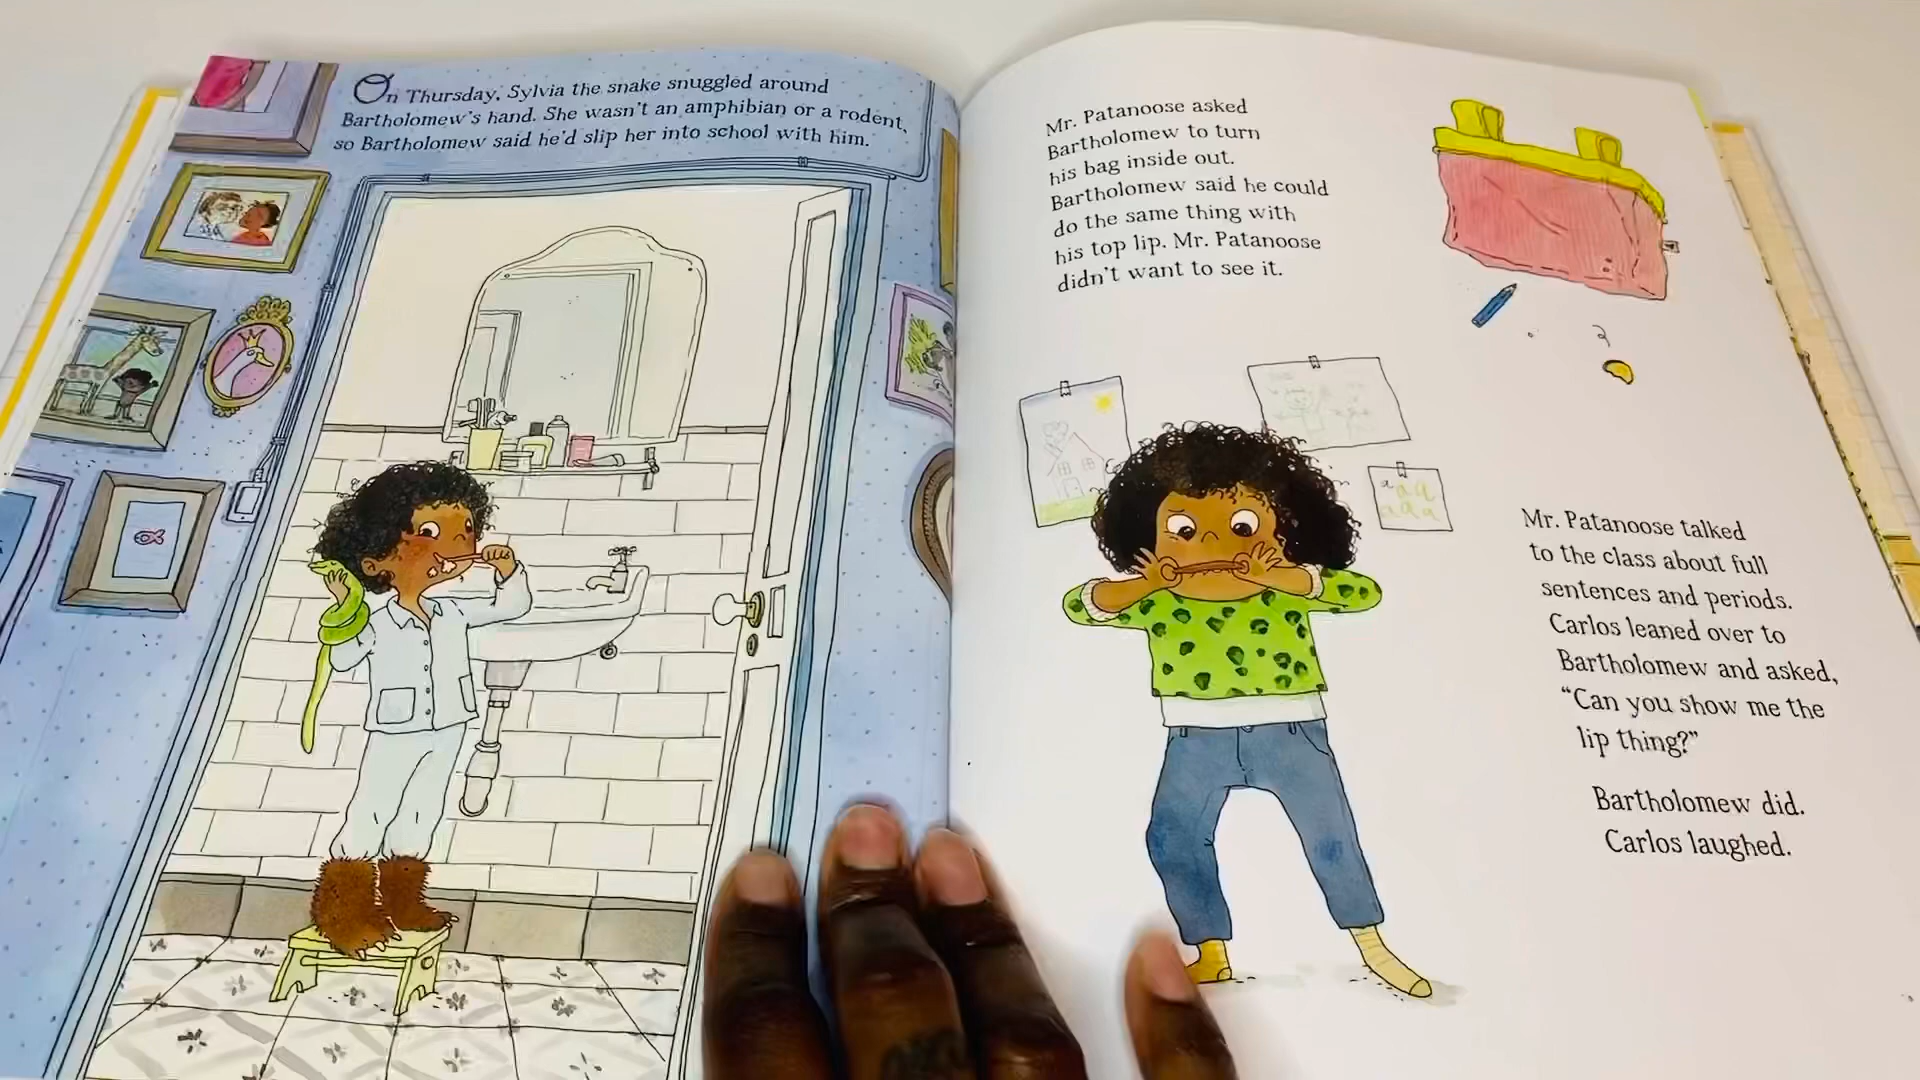 On Thursday, Sylvia the snake snuggled around
Bartholomew's hand. She wasn't an amphibian or a rodent,
so Bartholomew said he'd slip her into school with him.
Mr. Patanoose asked
Bartholomew to turn
his bag inside out.
Bartholomew said he could
do the same thing with
his top lip. Mr. Patanoose
didn't want to see it.
a a a
a a a
Mr. Patanoose talked
to the class about full
sentences and periods.
Carlos leaned over to
Bartholomew and asked,
“Can you show me the
lip thing?”
Bartholomew did.
Carlos laughed.